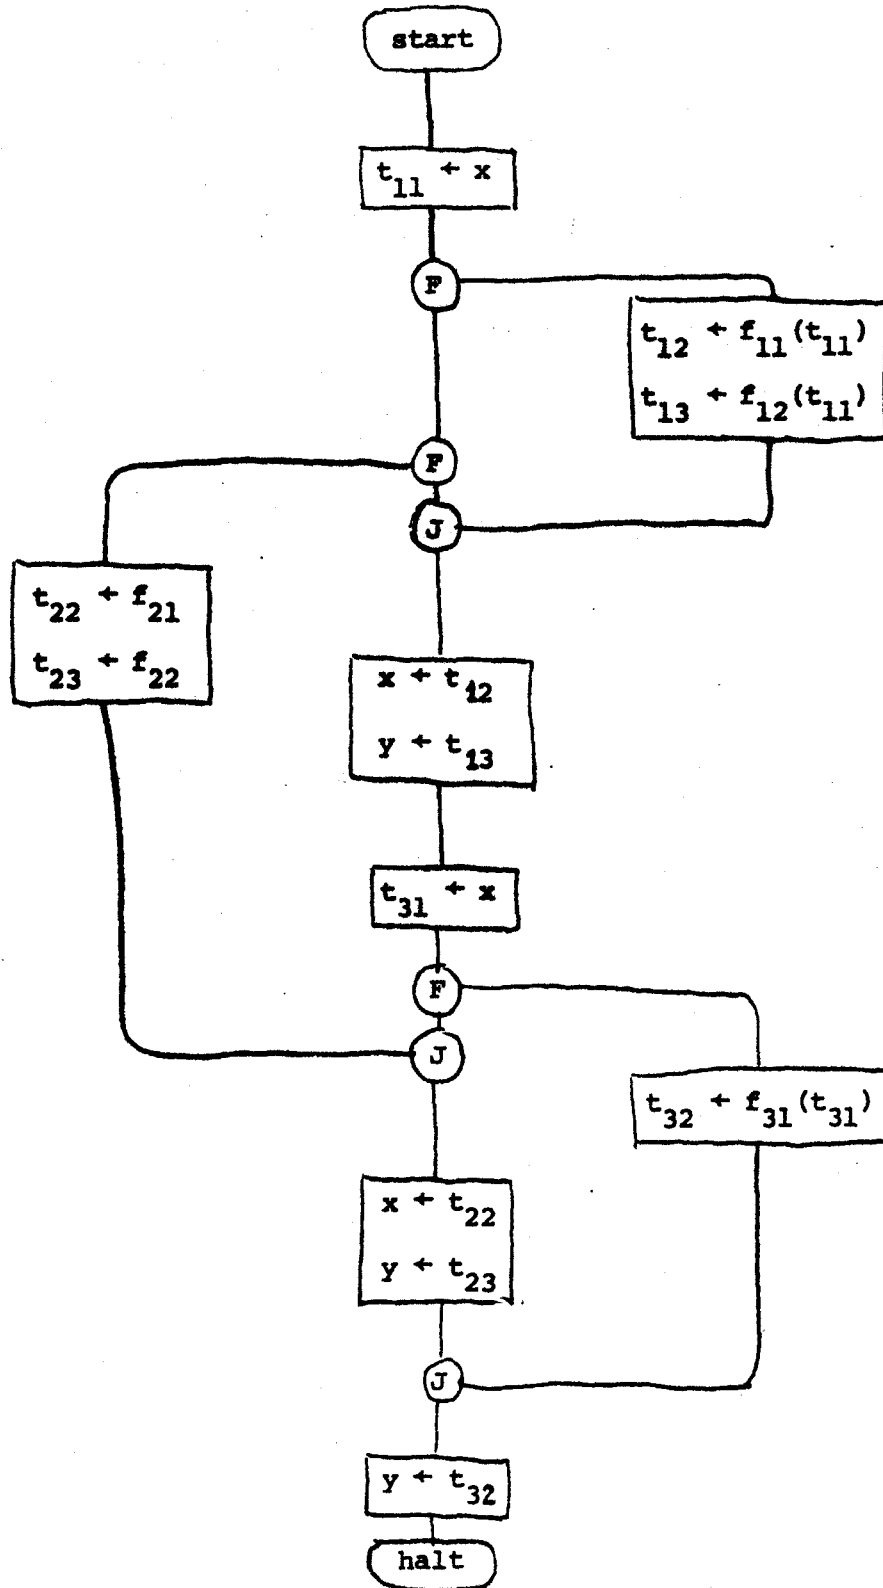 start
t₁₁ ← x
F
t₁₂ ← f₁₁(t₁₁)
t₁₃ ← f₁₂(t₁₁)
F
J
t₂₂ ← f₂₁
t₂₃ ← f₂₂
x ← t₁₂
y ← t₁₃
t₃₁ ← x
F
J
t₃₂ ← f₃₁(t₃₁)
x ← t₂₂
y ← t₂₃
J
y ← t₃₂
halt